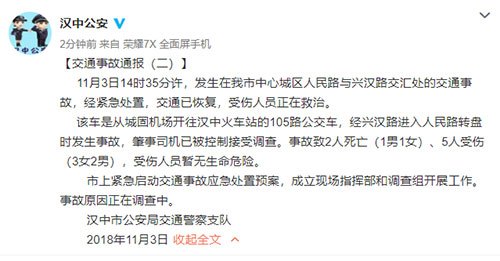 汉中公安
2分钟前 来自 荣耀7X 全面屏手机
【交通事故通报（二）】
11月3日14时35分许，发生在我市中心城区人民路与兴汉路交汇处的交通事
故，经紧急处置，交通已恢复，受伤人员正在救治。
该车是从城固机场开往汉中火车站的105路公交车，经兴汉路进入人民路转盘
时发生事故，肇事司机已被控制接受调查。事故致2人死亡（1男1女）、5人受伤
（3女2男），受伤人员暂无生命危险。
市上紧急启动交通事故应急处置预案，成立现场指挥部和调查组开展工作。
事故原因正在调查中。
汉中市公安局交通警察支队
2018年11月3日 收起全文